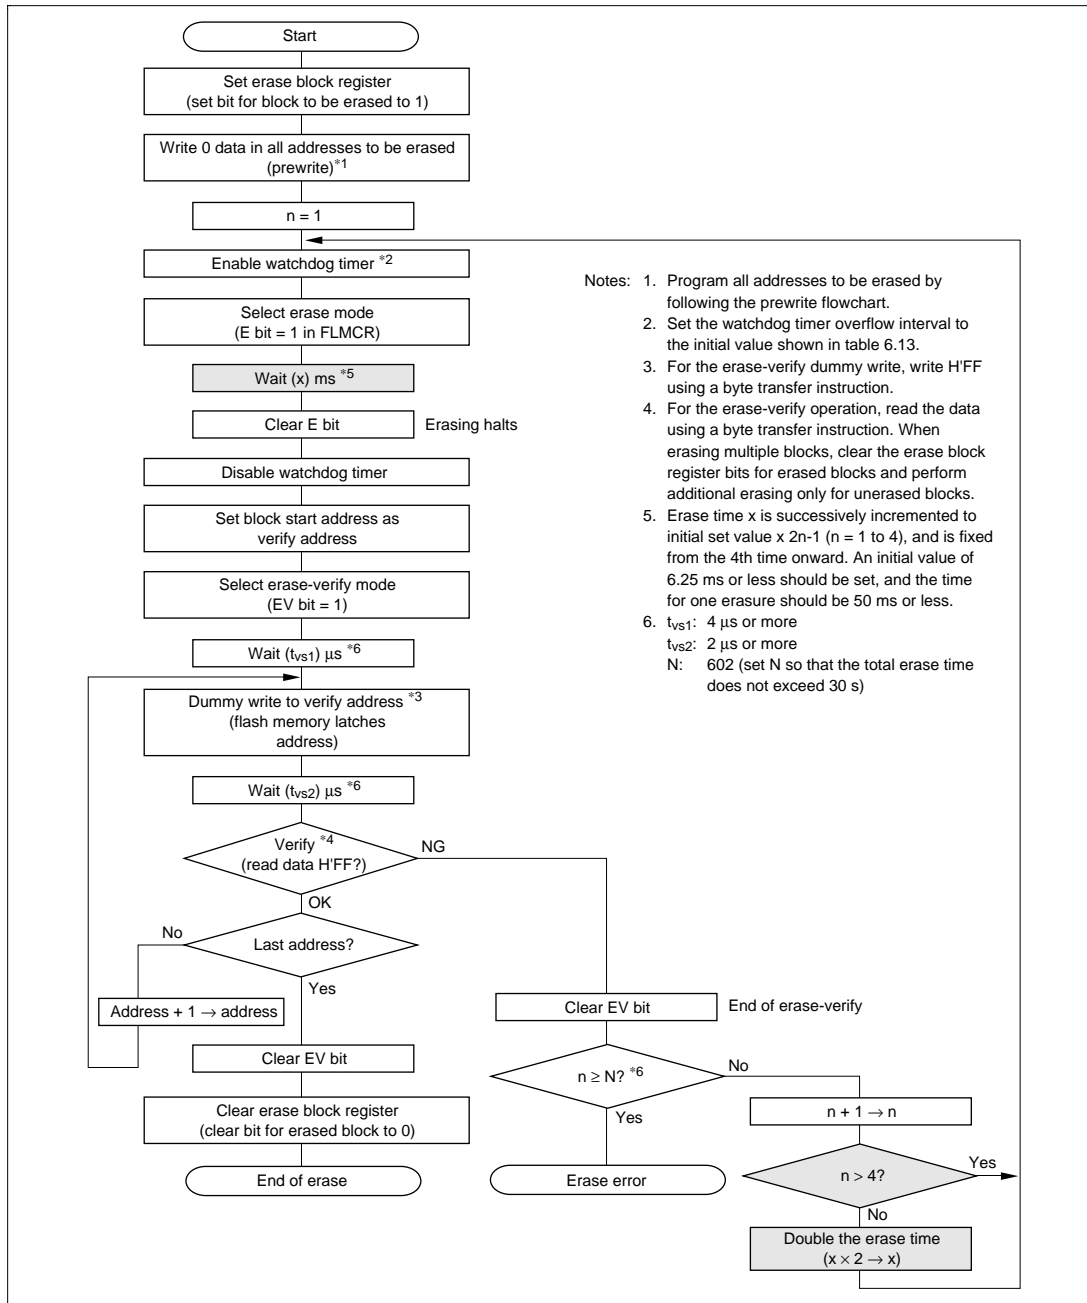 Start
Set erase block register
(set bit for block to be erased to 1)
Write 0 data in all addresses to be erased
(prewrite)*1
n = 1
Enable watchdog timer *2
Select erase mode
(E bit = 1 in FLMCR)
Wait (x) ms *5
Clear E bit
Erasing halts
Disable watchdog timer
Set block start address as
verify address
Select erase-verify mode
(EV bit = 1)
Wait (tvs1) μs *6
Dummy write to verify address *3
(flash memory latches
address)
Wait (tvs2) μs *6
Verify *4
(read data H'FF?)
NG
OK
No
Last address?
Yes
Address + 1 → address
Clear EV bit
Clear erase block register
(clear bit for erased block to 0)
End of erase
Clear EV bit
End of erase-verify
n ≥ N? *6
No
Yes
Erase error
n + 1 → n
n > 4?
Yes
No
Double the erase time
(x × 2 → x)
Notes: 1. Program all addresses to be erased by
following the prewrite flowchart.
2. Set the watchdog timer overflow interval to
the initial value shown in table 6.13.
3. For the erase-verify dummy write, write H'FF
using a byte transfer instruction.
4. For the erase-verify operation, read the data
using a byte transfer instruction. When
erasing multiple blocks, clear the erase block
register bits for erased blocks and perform
additional erasing only for unerased blocks.
5. Erase time x is successively incremented to
initial set value x 2n-1 (n = 1 to 4), and is fixed
from the 4th time onward. An initial value of
6.25 ms or less should be set, and the time
for one erasure should be 50 ms or less.
6. tvs1: 4 μs or more
tvs2: 2 μs or more
N: 602 (set N so that the total erase time
does not exceed 30 s)